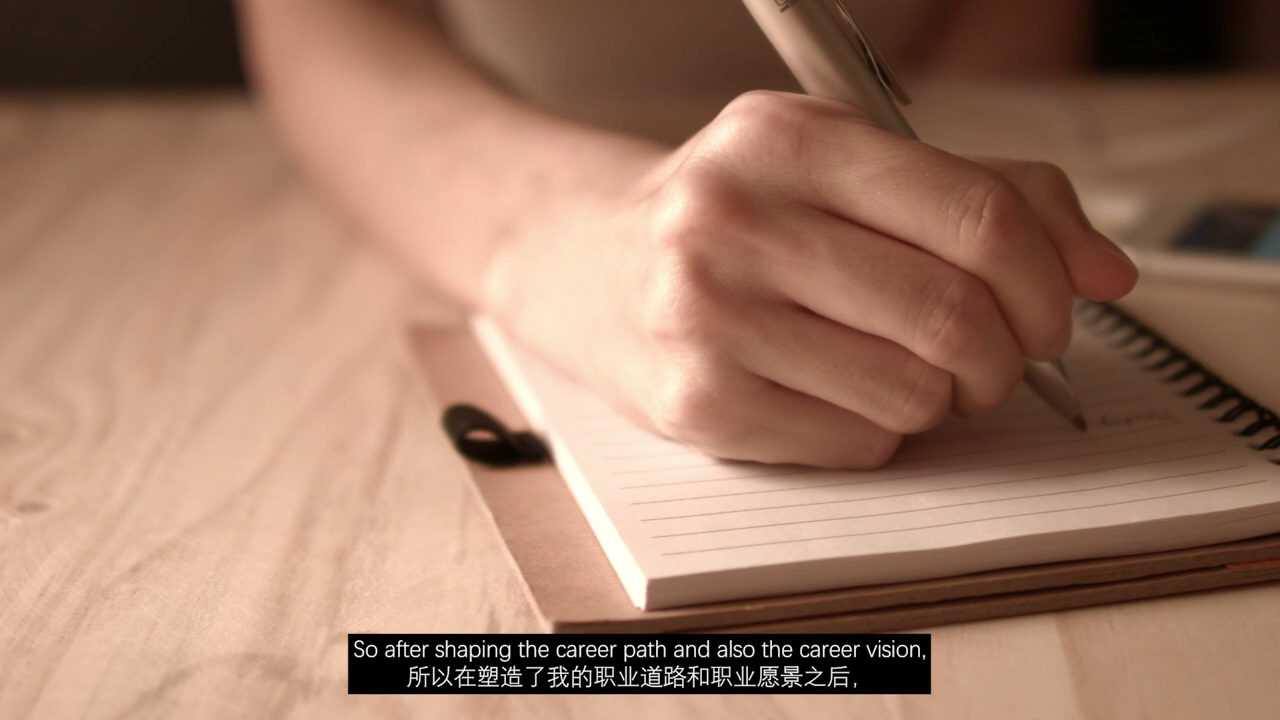 So after shaping the career path and also the career vision,
所以在塑造了我的职业道路和职业愿景之后，